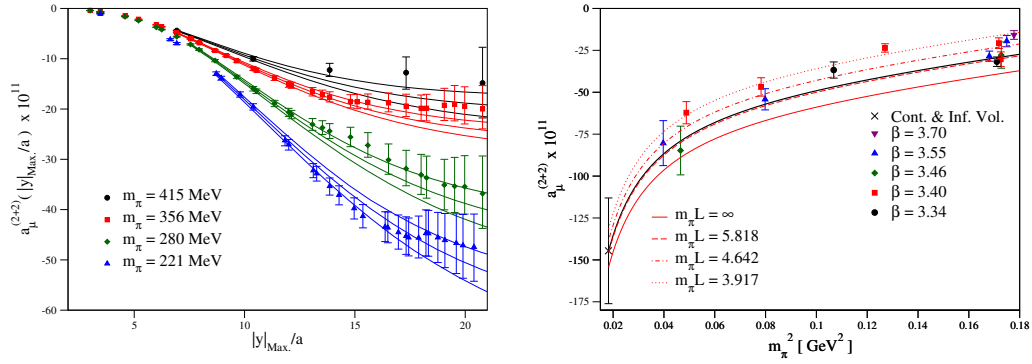 0
-10
-20
-30
-40
-50
-60
5
10
15
20
a_μ^(2+2)(|y|_Max./a) x 10^11
|y|_Max./a
m_π = 415 MeV
m_π = 356 MeV
m_π = 280 MeV
m_π = 221 MeV
0
-25
-50
-75
-100
-125
-150
-175
0.02
0.04
0.06
0.08
0.1
0.12
0.14
0.16
0.18
a_μ^(2+2) x 10^11
m_π^2 [ GeV^2 ]
m_πL = ∞
m_πL = 5.818
m_πL = 4.642
m_πL = 3.917
Cont. & Inf. Vol.
β = 3.70
β = 3.55
β = 3.46
β = 3.40
β = 3.34